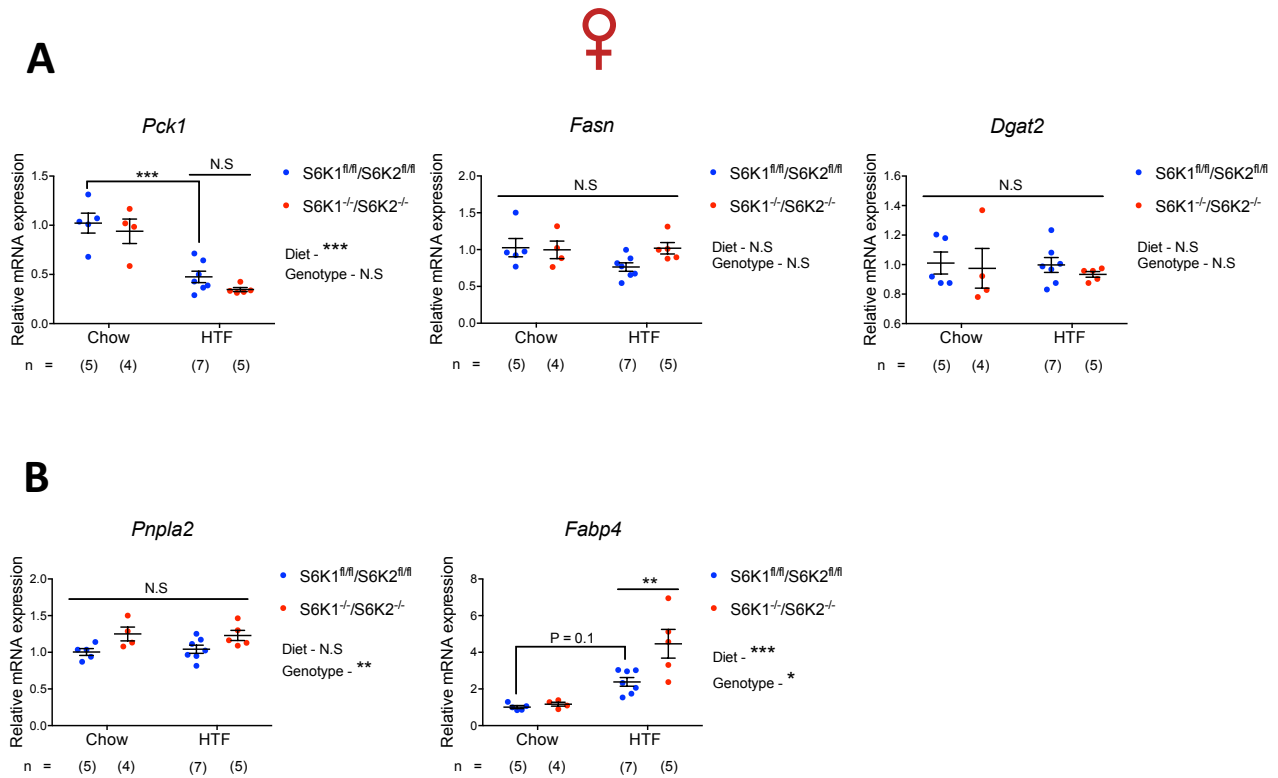 A
Pck1
Relative mRNA expression
1.5
1.0
0.5
0.0
***
N.S
Chow
HTF
n = (5) (4) (7) (5)
S6K1fl/fl/S6K2fl/fl
S6K1-/-/S6K2-/-
Diet - ***
Genotype - N.S
Fasn
Relative mRNA expression
2.0
1.5
1.0
0.5
0.0
N.S
Chow
HTF
n = (5) (4) (7) (5)
S6K1fl/fl/S6K2fl/fl
S6K1-/-/S6K2-/-
Diet - N.S
Genotype - N.S
Dgat2
Relative mRNA expression
1.6
1.4
1.2
1.0
0.8
0.6
N.S
Chow
HTF
n = (5) (4) (7) (5)
S6K1fl/fl/S6K2fl/fl
S6K1-/-/S6K2-/-
Diet - N.S
Genotype - N.S
B
Pnpla2
Relative mRNA expression
2.0
1.5
1.0
0.5
0.0
N.S
Chow
HTF
n = (5) (4) (7) (5)
S6K1fl/fl/S6K2fl/fl
S6K1-/-/S6K2-/-
Diet - N.S
Genotype - **
Fabp4
Relative mRNA expression
8
6
4
2
0
P = 0.1
**
Chow
HTF
n = (5) (4) (7) (5)
S6K1fl/fl/S6K2fl/fl
S6K1-/-/S6K2-/-
Diet - ***
Genotype - *